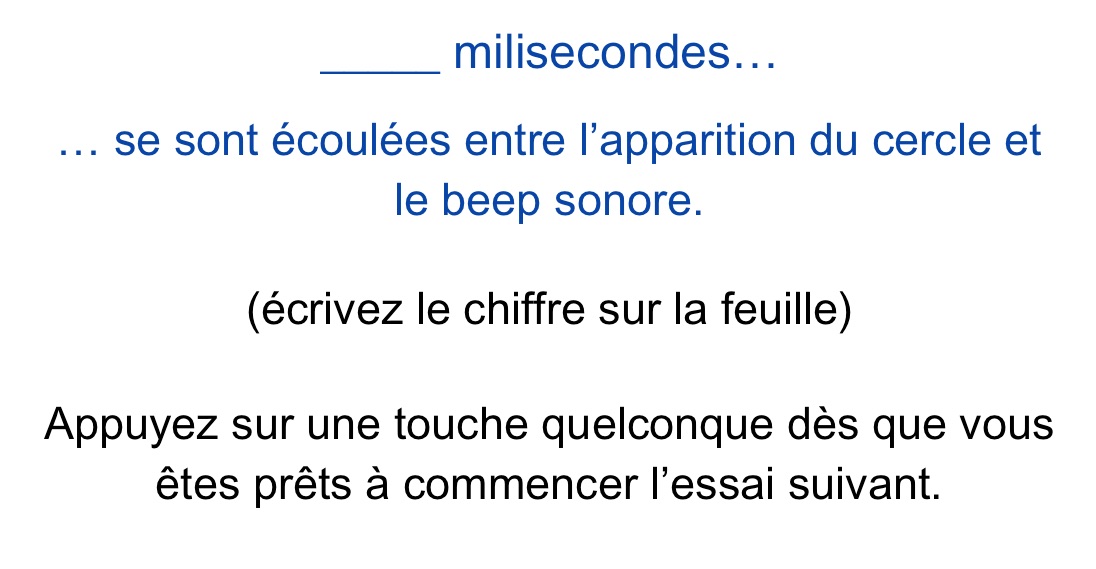 _____ milisecondes…
… se sont écoulées entre l’apparition du cercle et
le beep sonore.
(écrivez le chiffre sur la feuille)
Appuyez sur une touche quelconque dès que vous
êtes prêts à commencer l’essai suivant.